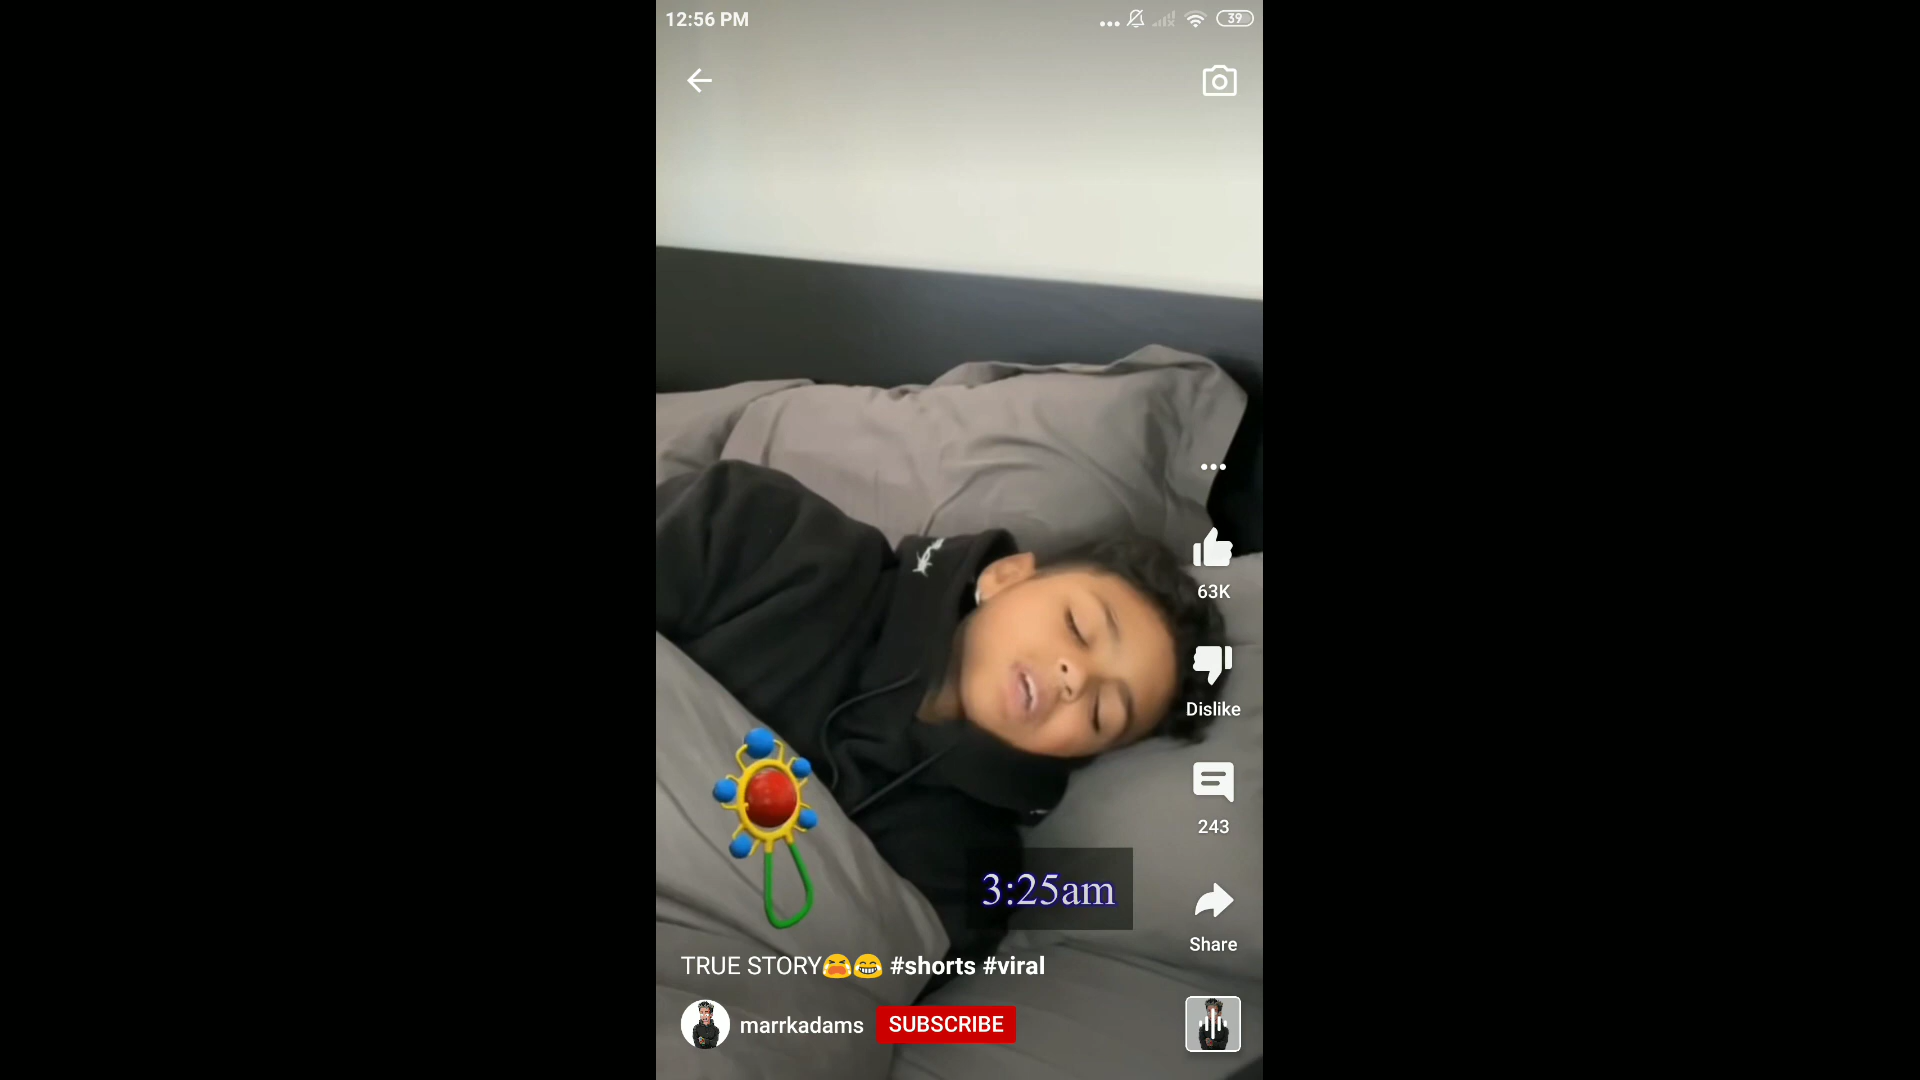 12:56 PM
39
63K
Dislike
243
3:25am
Share
TRUE STORY😭😂 #shorts #viral
marrkadams SUBSCRIBE